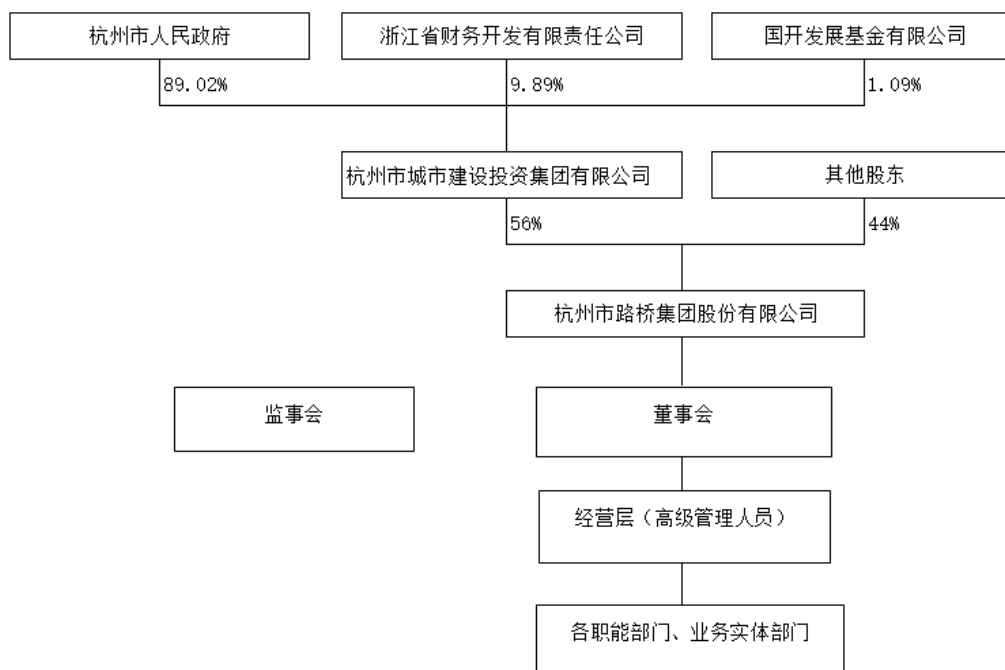 杭州市人民政府
浙江省财务开发有限责任公司
国开发展基金有限公司
89.02%
9.89%
1.09%
杭州市城市建设投资集团有限公司
其他股东
56%
44%
杭州市路桥集团股份有限公司
监事会
董事会
经营层（高级管理人员）
各职能部门、业务实体部门